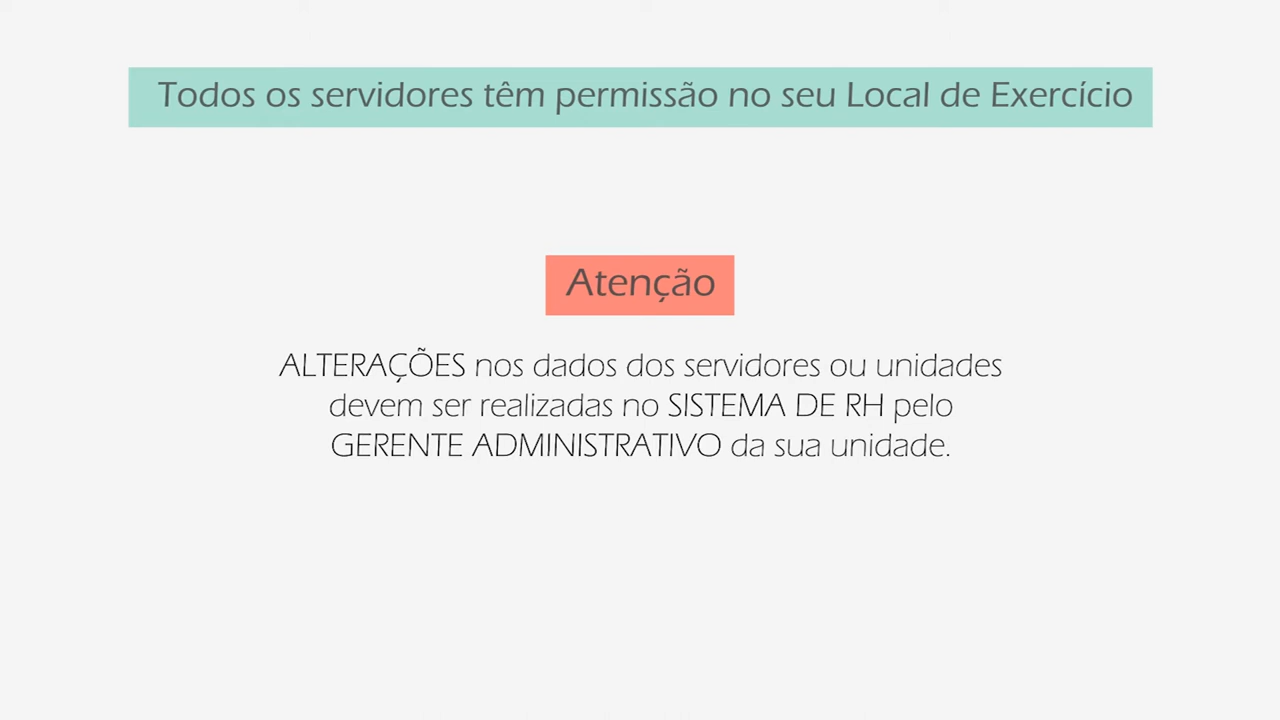 Todos os servidores têm permissão no seu Local de Exercício
Atenção
ALTERAÇÕES nos dados dos servidores ou unidades
devem ser realizadas no SISTEMA DE RH pelo
GERENTE ADMINISTRATIVO da sua unidade.